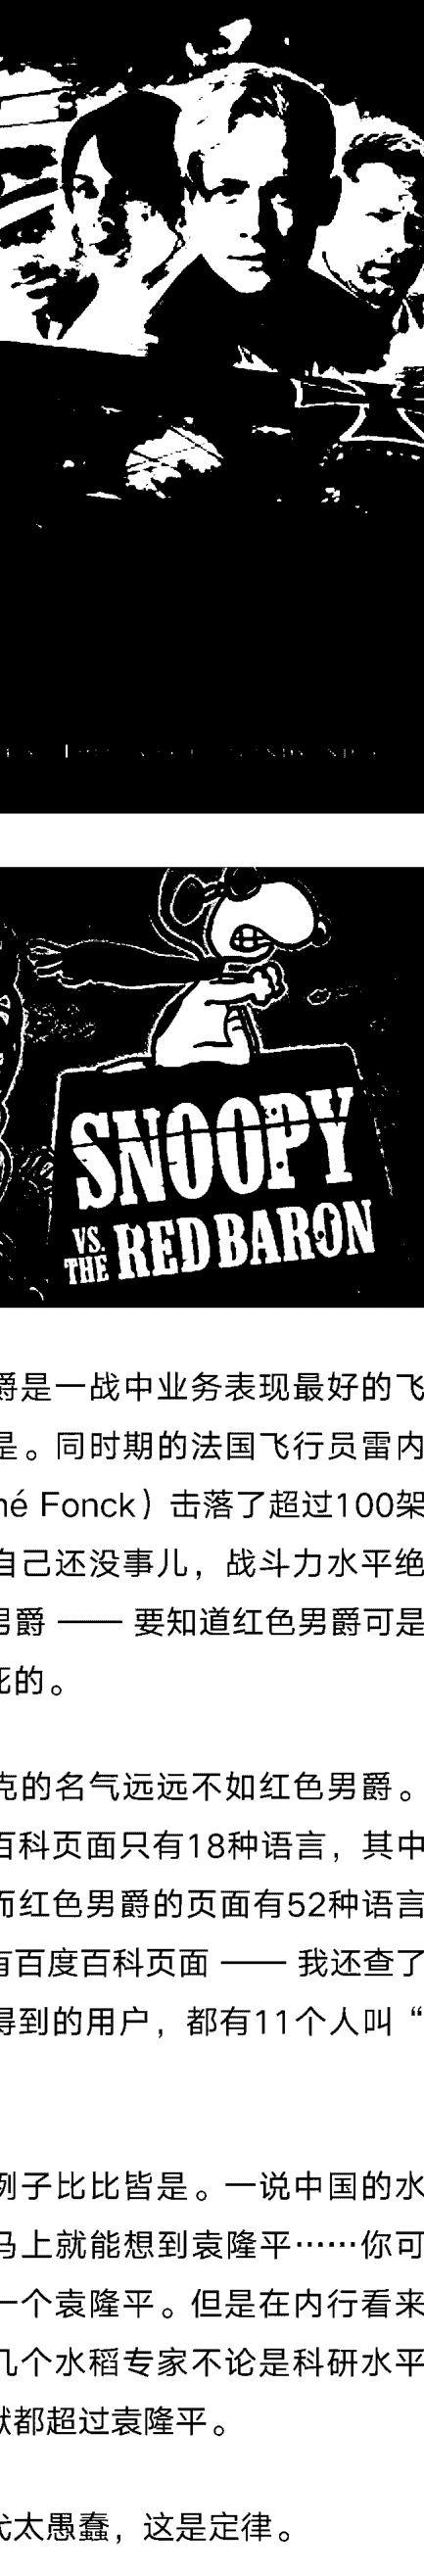 SNOOPY
VS.
THE RED BARON
爵是一战中业务表现最好的飞
是。同时期的法国飞行员雷内
né Fonck）击落了超过100架
自己还没事儿，战斗力水平绝
男爵 —— 要知道红色男爵可是
死的。
克的名气远远不如红色男爵。
百科页面只有18种语言，其中
而红色男爵的页面有52种语言
有百度百科页面 —— 我还查了
得到的用户，都有11个人叫“
例子比比皆是。一说中国的水
马上就能想到袁隆平……你可
一个袁隆平。但是在内行看来
几个水稻专家不论是科研水平
献都超过袁隆平。
代太愚蠢，这是定律。